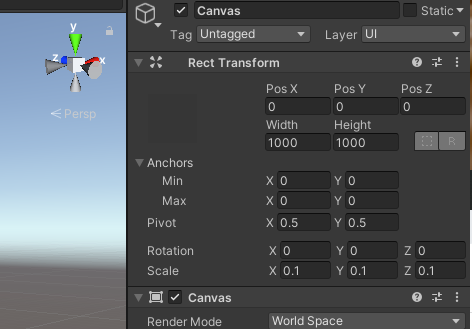 Canvas Static
Tag Untagged Layer UI
Rect Transform
Pos X Pos Y Pos Z
0 0 0
Width Height
1000 1000 R
Anchors
Min X 0 Y 0
Max X 0 Y 0
Pivot X 0.5 Y 0.5
Rotation X 0 Y 0 Z 0
Scale X 0.1 Y 0.1 Z 0.1
Canvas
Render Mode World Space
y
z x
Persp